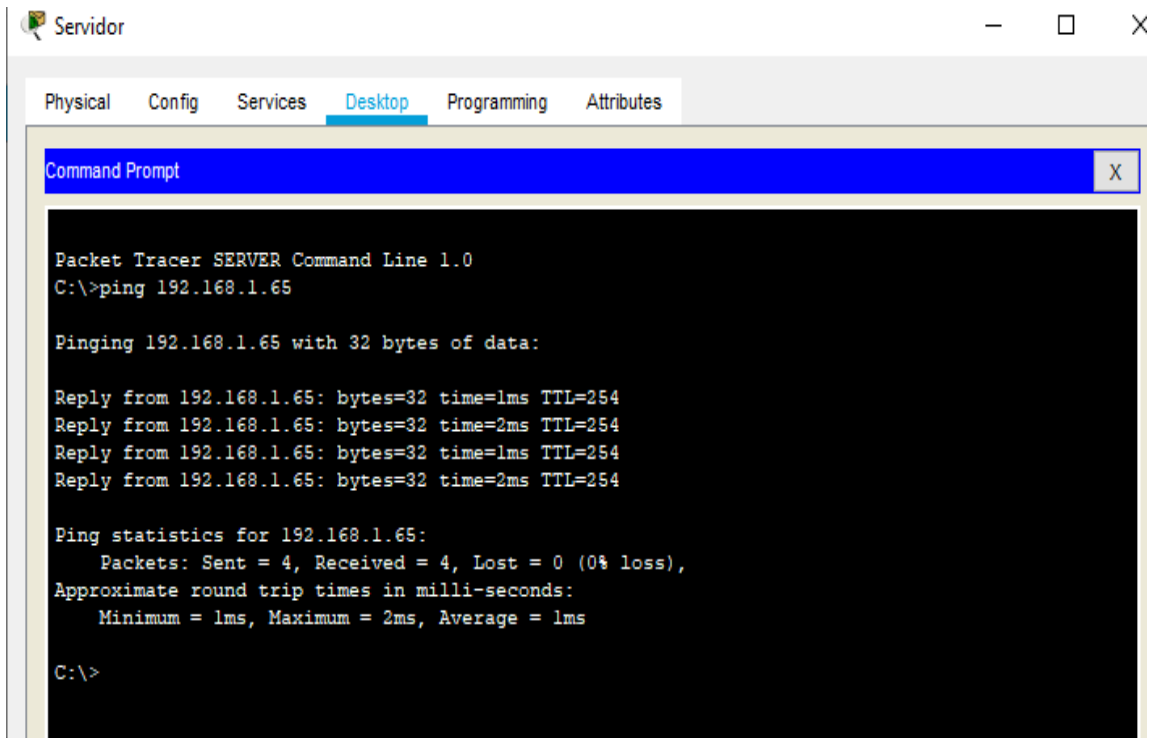 Servidor
Physical Config Services Desktop Programming Attributes
Command Prompt X
Packet Tracer SERVER Command Line 1.0
C:\>ping 192.168.1.65
Pinging 192.168.1.65 with 32 bytes of data:
Reply from 192.168.1.65: bytes=32 time=1ms TTL=254
Reply from 192.168.1.65: bytes=32 time=2ms TTL=254
Reply from 192.168.1.65: bytes=32 time=1ms TTL=254
Reply from 192.168.1.65: bytes=32 time=2ms TTL=254
Ping statistics for 192.168.1.65:
Packets: Sent = 4, Received = 4, Lost = 0 (0% loss),
Approximate round trip times in milli-seconds:
Minimum = 1ms, Maximum = 2ms, Average = 1ms
C:\>